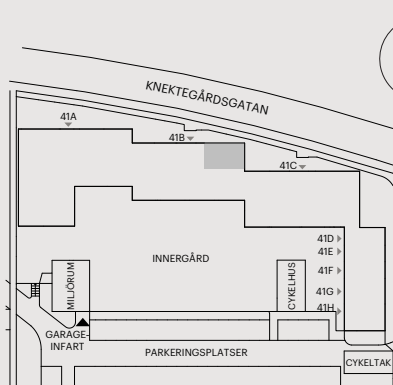 KNEKTEGÅRDSGATAN
41A
41B
41C
41D
41E
41F
41G
41H
INNERGÅRD
MILJÖRUM
CYKELHUS
GARAGE-
INFART
PARKERINGSPLATSER
CYKELTAK